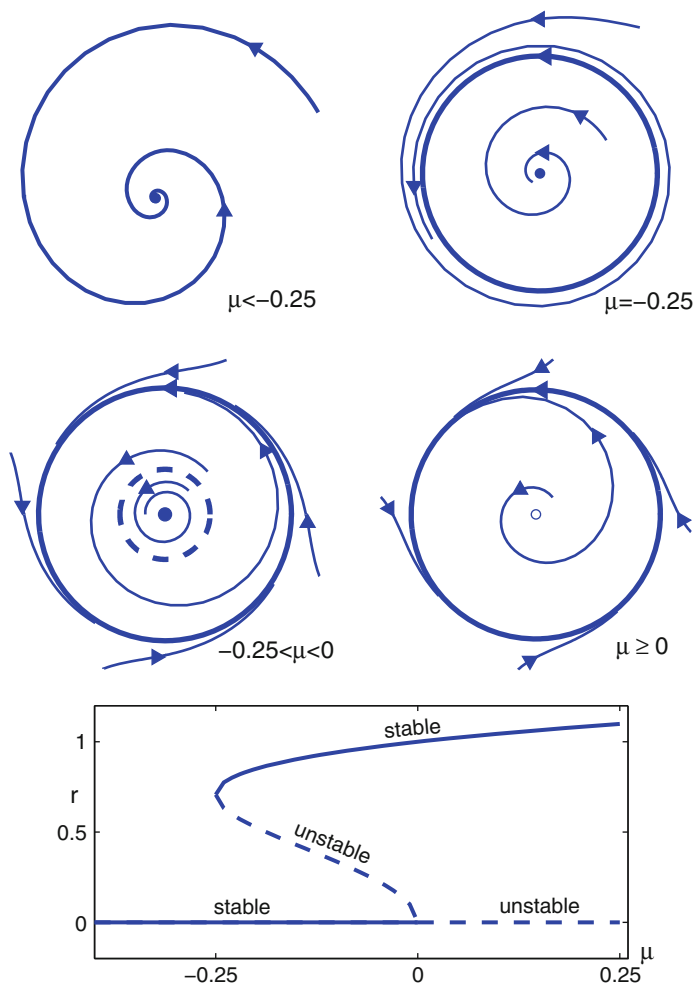 μ<−0.25
μ=−0.25
−0.25<μ<0
μ ≥ 0
stable
1
r
unstable
0.5
stable
unstable
0
μ
−0.25
0
0.25